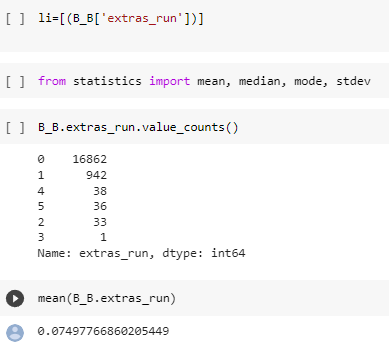 [ ] li=[(B_B['extras_run'])]
[ ] from statistics import mean, median, mode, stdev
[ ] B_B.extras_run.value_counts()
0    16862
1      942
4       38
5       36
2       33
3        1
Name: extras_run, dtype: int64
mean(B_B.extras_run)
0.07497766860205449